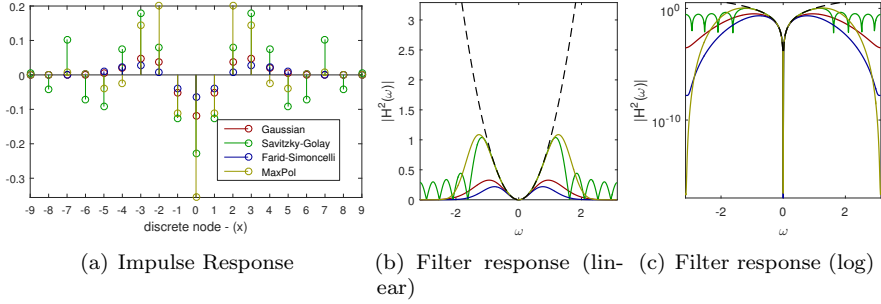 0.2
0.1
0
-0.1
-0.2
-0.3
-9 -8 -7 -6 -5 -4 -3 -2 -1 0 1 2 3 4 5 6 7 8 9
discrete node - (x)
Gaussian
Savitzky-Golay
Farid-Simoncelli
MaxPol
(a) Impulse Response
|H²(ω)|
3
2.5
2
1.5
1
0.5
0
-2 0 2
ω
(b) Filter response (lin-
ear)
|H²(ω)|
10⁰
10⁻¹⁰
-2 0 2
ω
(c) Filter response (log)